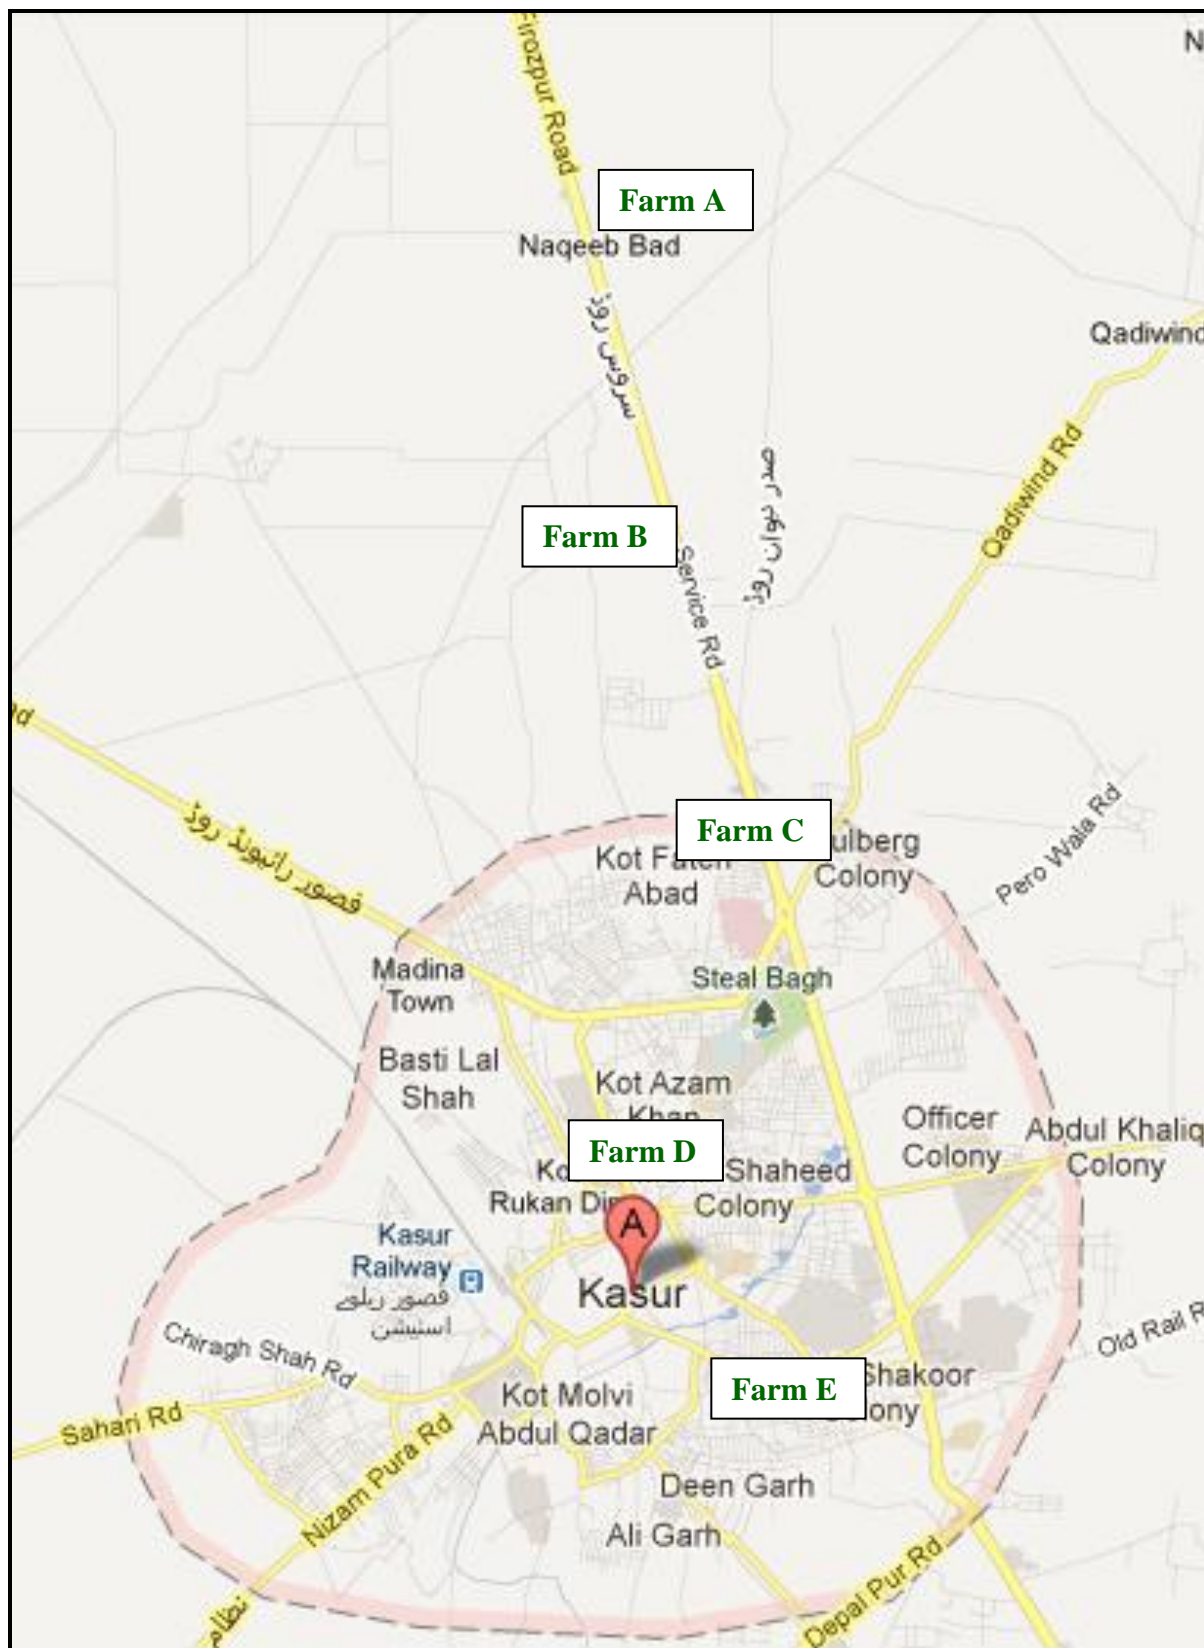 N
Firozpur Road
Farm A
Naqeeb Bad
سروس روڈ
Qadiwind
Qadiwind Rd
صدر دیوان روڈ
Farm B
Service Rd
Rd
قصور رائیونڈ روڈ
Pero Wala Rd
Farm C
ulberg
Colony
Kot Fateh
Abad
Madina
Town
Steal Bagh
Basti Lal
Shah
Kot Azam
Khan
Officer
Colony
Abdul Khaliq
Colony
Farm D
Ko
Rukan Din
Shaheed
Colony
A
Kasur
Railway
قصور ریلوے
اسٹیشن
Kasur
Chiragh Shah Rd
Old Rail R
Farm E
Shakoor
olony
Kot Molvi
Abdul Qadar
Sahari Rd
Nizam Pura Rd
Deen Garh
Ali Garh
Depal Pur Rd
نظام